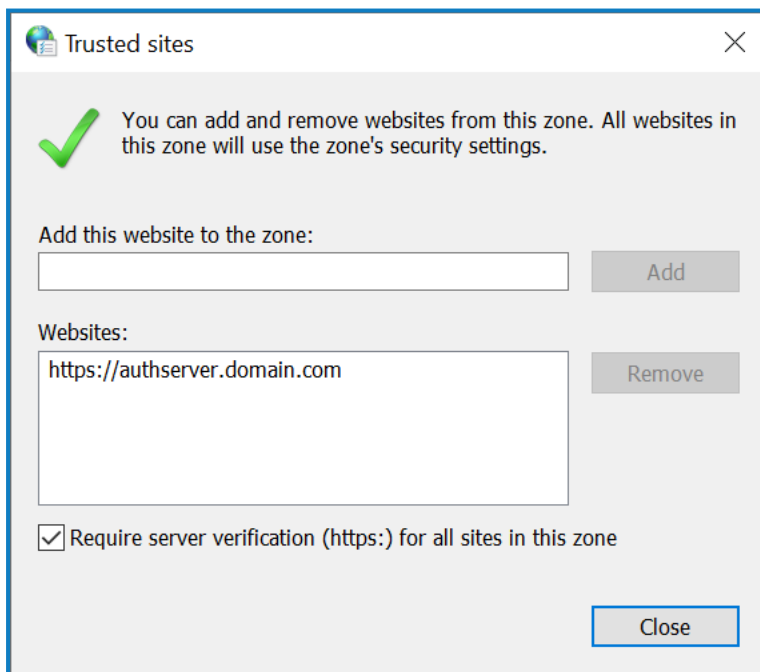 Trusted sites
You can add and remove websites from this zone. All websites in
this zone will use the zone's security settings.
Add this website to the zone:
Add
Websites:
https://authserver.domain.com
Remove
Require server verification (https:) for all sites in this zone
Close